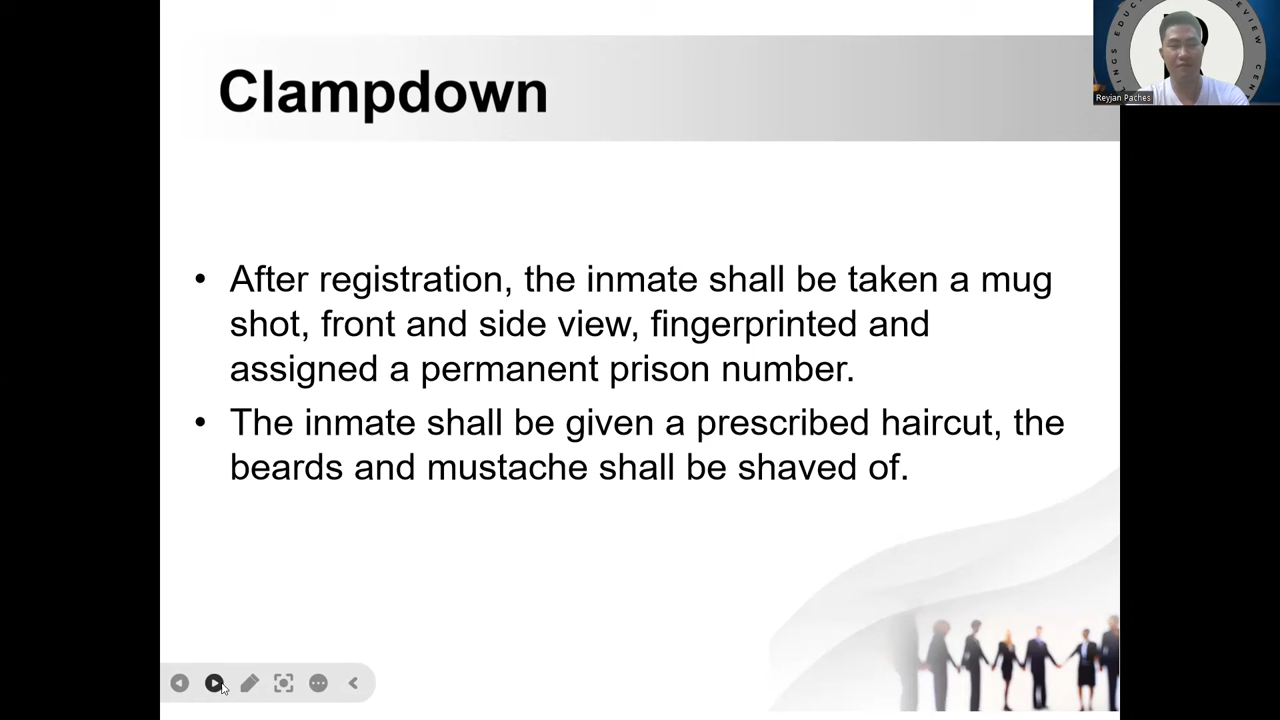 Clampdown
• After registration, the inmate shall be taken a mug
shot, front and side view, fingerprinted and
assigned a permanent prison number.
• The inmate shall be given a prescribed haircut, the
beards and mustache shall be shaved of.
Reyjan Paches